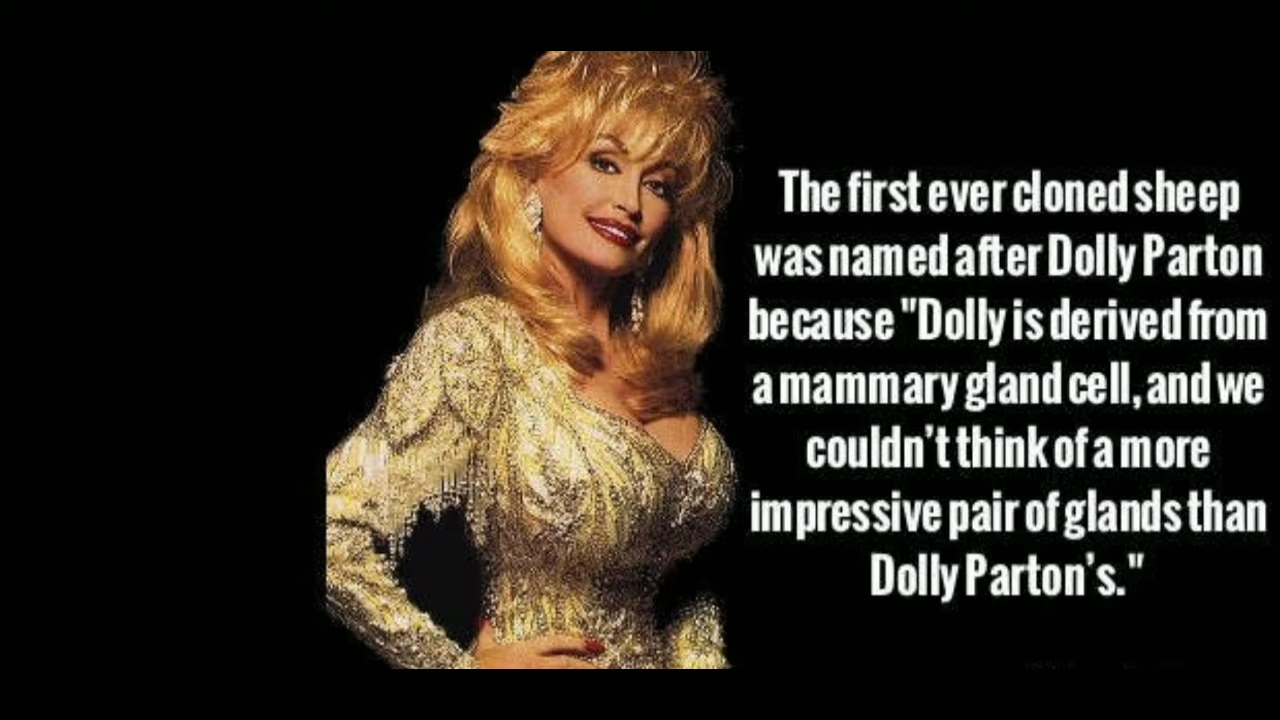 The first ever cloned sheep
was named after Dolly Parton
because "Dolly is derived from
a mammary gland cell, and we
couldn’t think of a more
impressive pair of glands than
Dolly Parton’s."